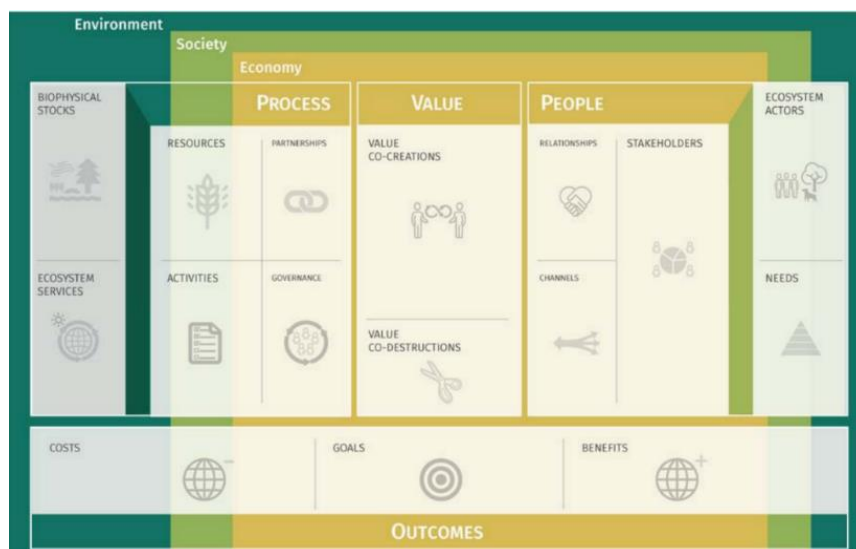 Environment
Society
Economy
BIOPHYSICAL
STOCKS
PROCESS
VALUE
PEOPLE
ECOSYSTEM
ACTORS
RESOURCES
PARTNERSHIPS
VALUE
CO-CREATIONS
RELATIONSHIPS
STAKEHOLDERS
ECOSYSTEM
SERVICES
ACTIVITIES
GOVERNANCE
CHANNELS
NEEDS
VALUE
CO-DESTRUCTIONS
COSTS
GOALS
BENEFITS
OUTCOMES